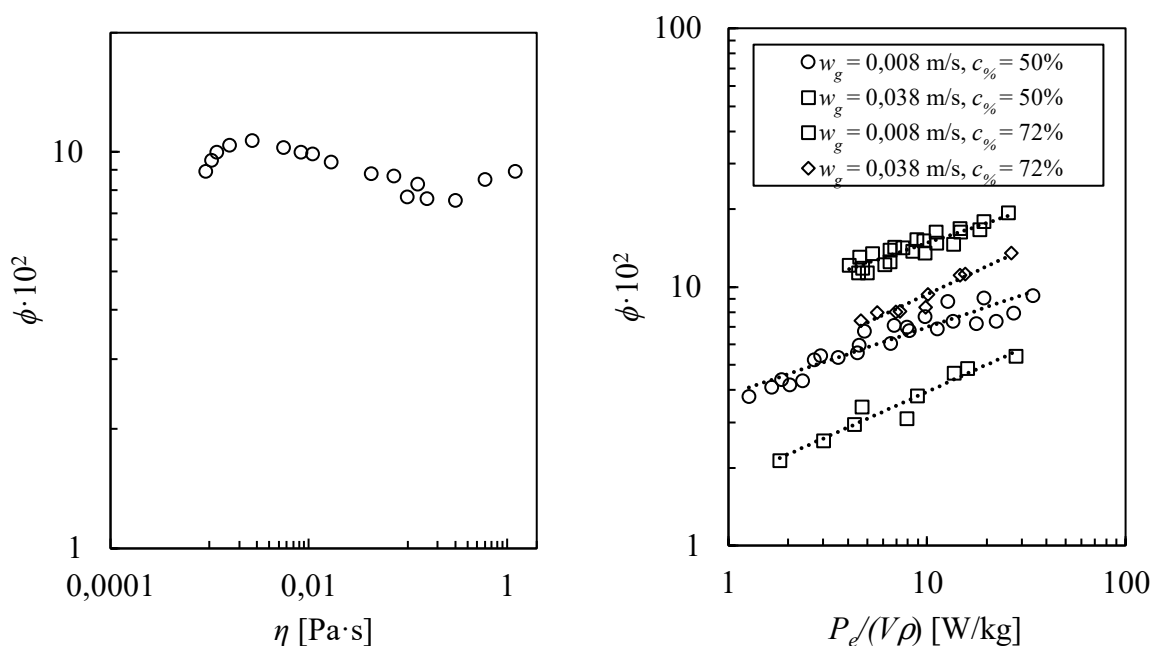 10
1
ϕ·10²
0,0001
0,01
1
η [Pa·s]
100
10
1
ϕ·10²
w_g = 0,008 m/s, c_% = 50%
w_g = 0,038 m/s, c_% = 50%
w_g = 0,008 m/s, c_% = 72%
w_g = 0,038 m/s, c_% = 72%
1
10
100
P_e/(Vρ) [W/kg]